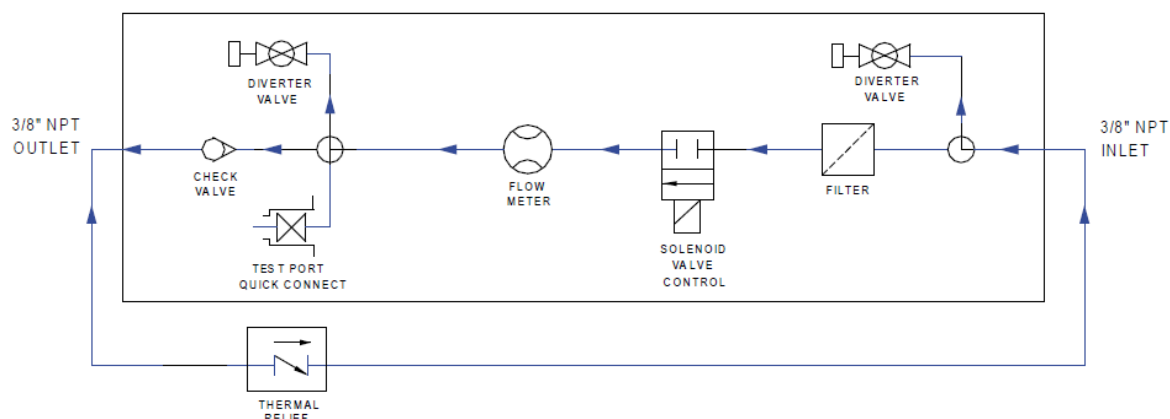 DIVERTER
VALVE
DIVERTER
VALVE
3/8" NPT
OUTLET
3/8" NPT
INLET
CHECK
VALVE
FLOW
METER
FILTER
SOLENOID
VALVE
CONTROL
TEST PORT
QUICK CONNECT
THERMAL
RELIEF